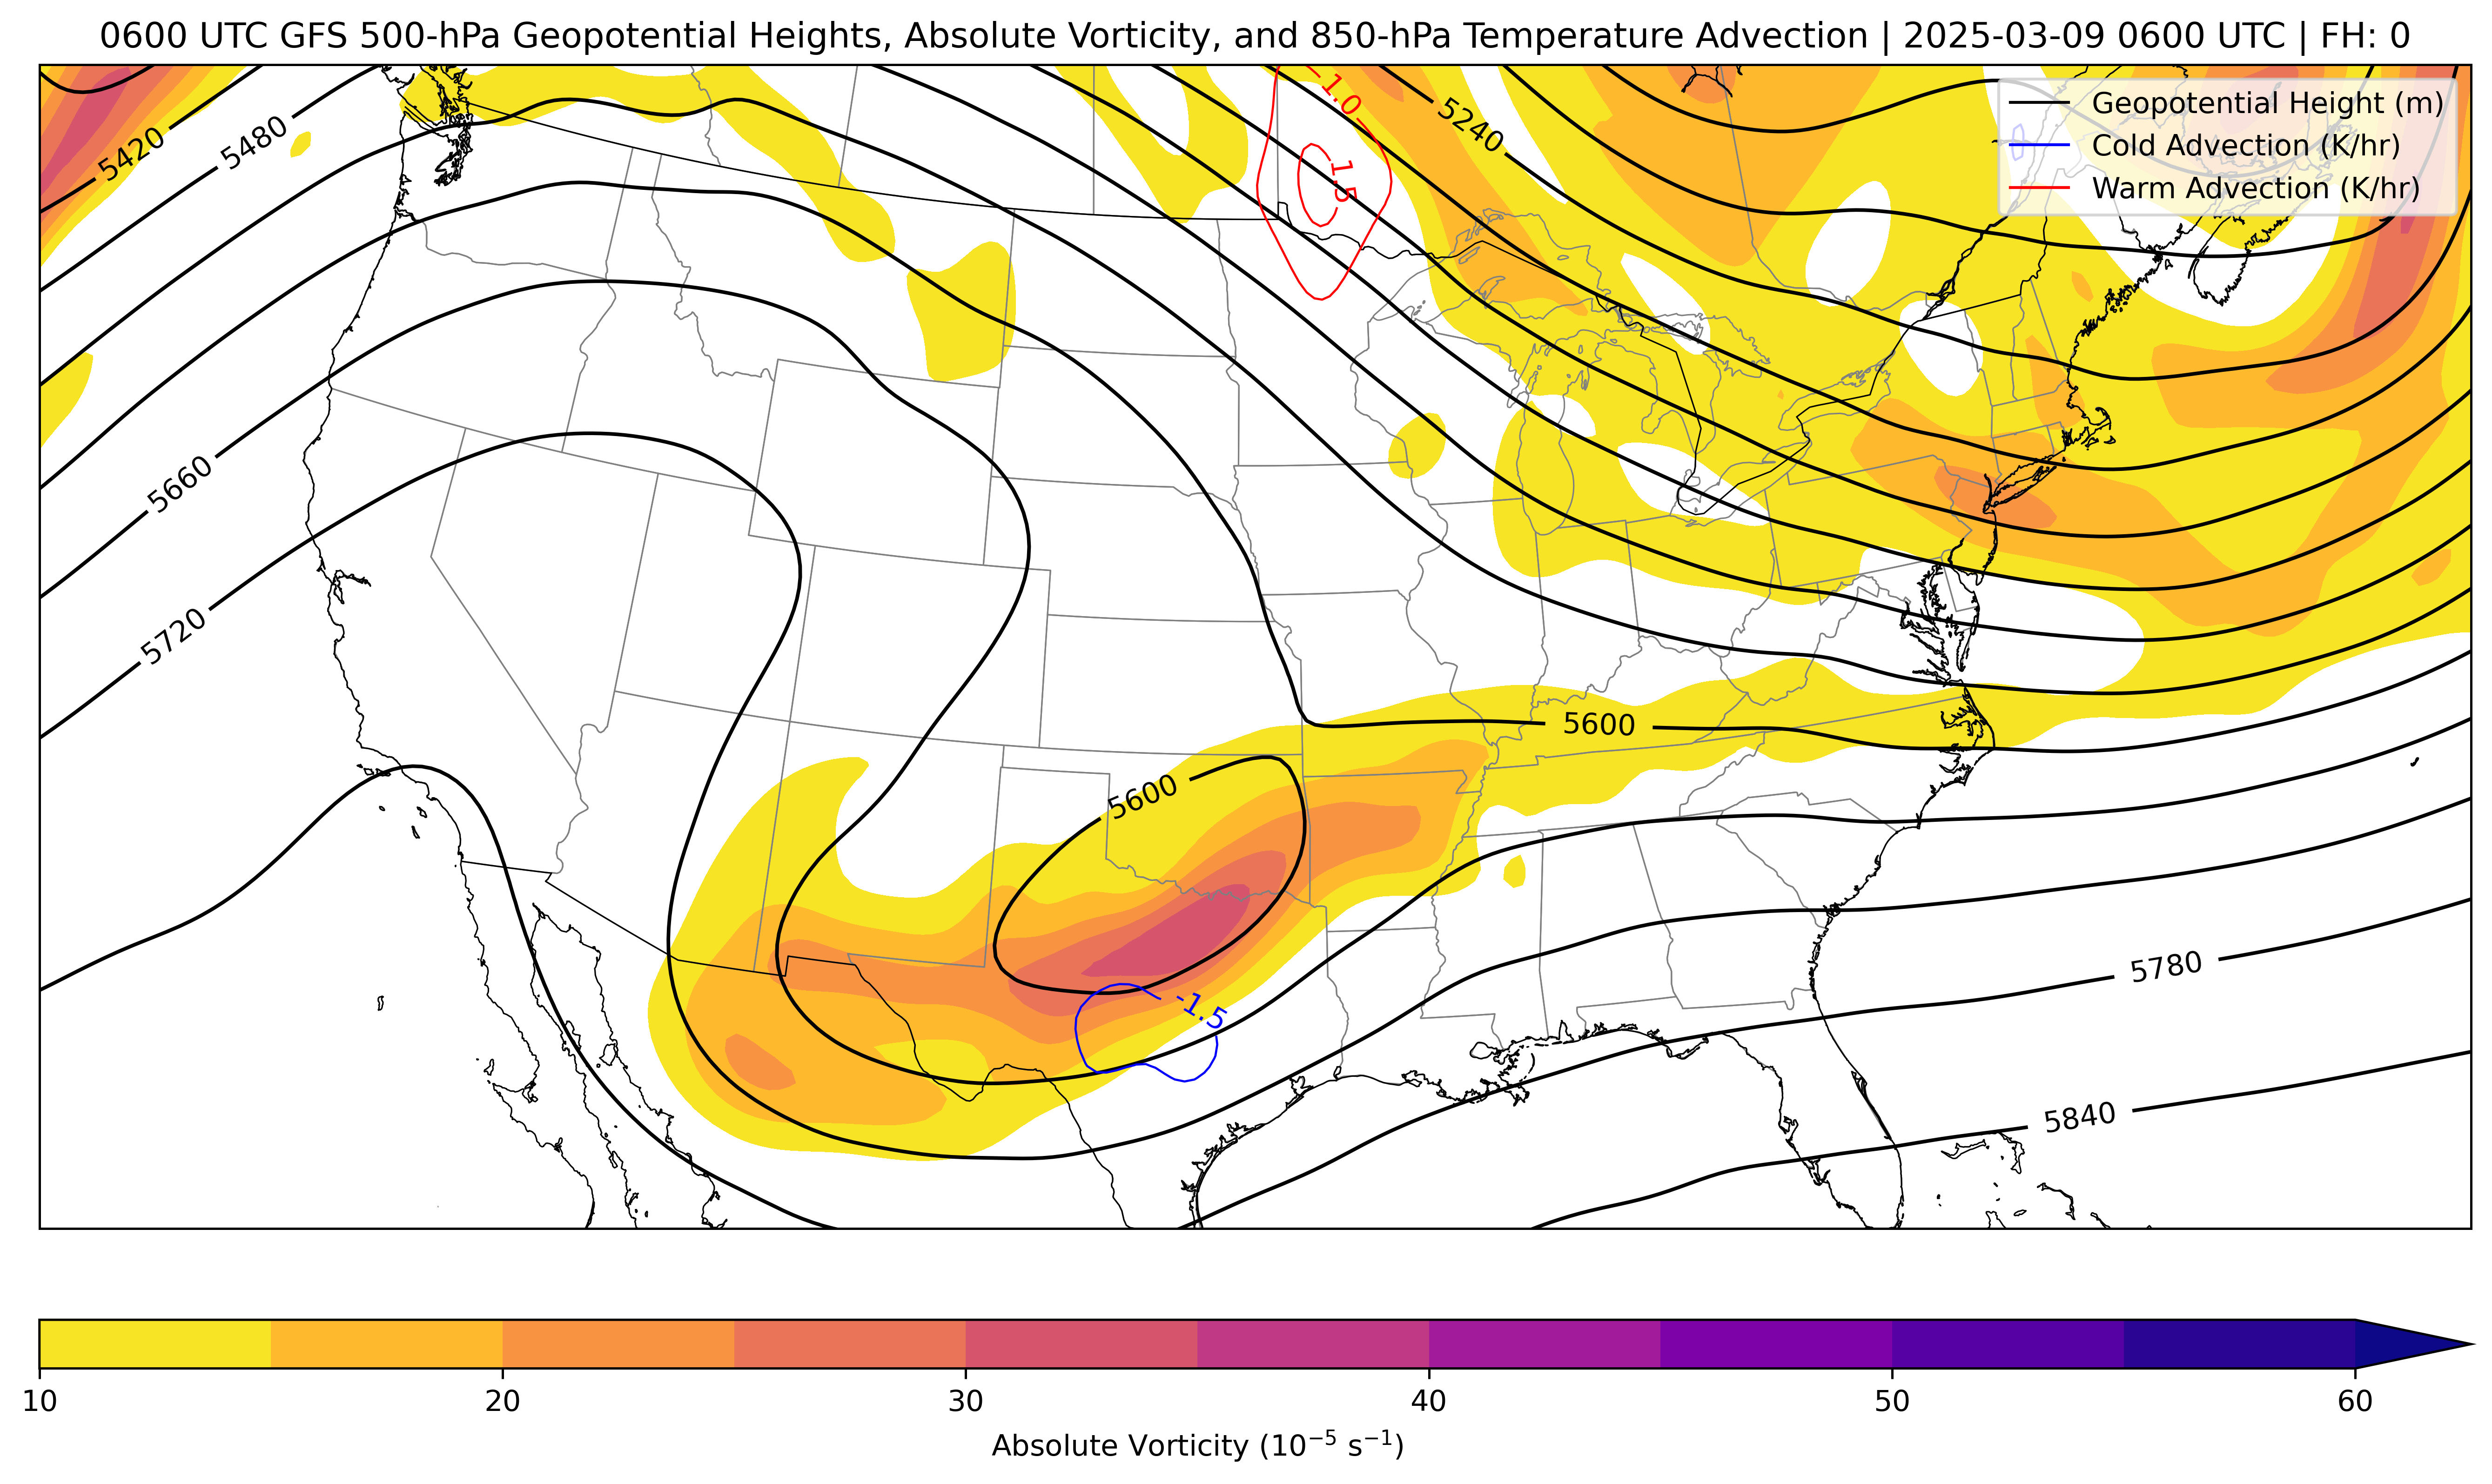 0600 UTC GFS 500-hPa Geopotential Heights, Absolute Vorticity, and 850-hPa Temperature Advection | 2025-03-09 0600 UTC | FH: 0
Geopotential Height (m)
Cold Advection (K/hr)
Warm Advection (K/hr)
-1.0
5240
5420
5480
1.5
5660
5720
5600
5600
5780
-1.5
5840
10 20 30 40 50 60
Absolute Vorticity (10⁻⁵ s⁻¹)